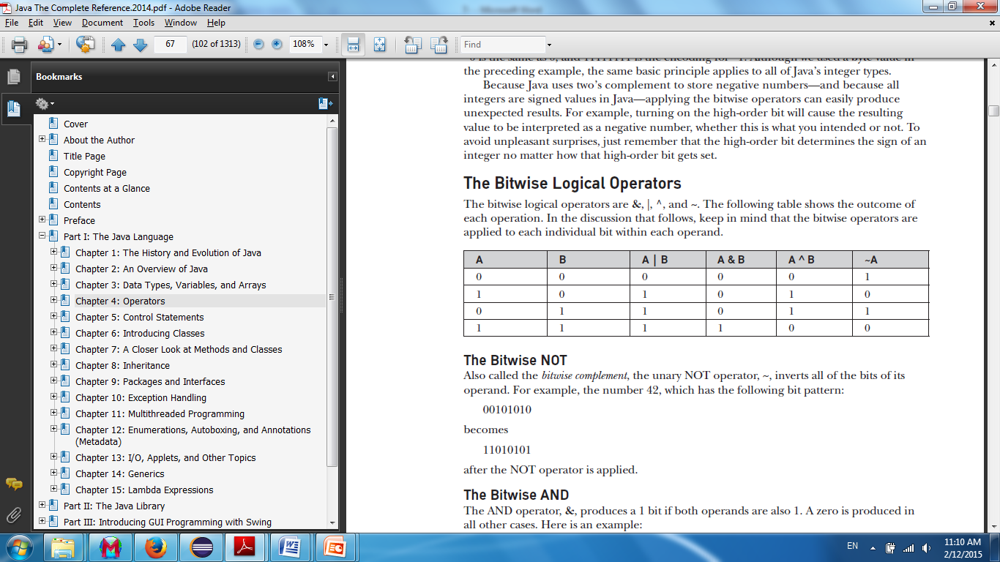 Java The Complete Reference.2014.pdf - Adobe Reader
File Edit View Document Tools Window Help
67 (102 of 1313) 108% Find
Bookmarks
Cover
About the Author
Title Page
Copyright Page
Contents at a Glance
Contents
Preface
Part I: The Java Language
Chapter 1: The History and Evolution of Java
Chapter 2: An Overview of Java
Chapter 3: Data Types, Variables, and Arrays
Chapter 4: Operators
Chapter 5: Control Statements
Chapter 6: Introducing Classes
Chapter 7: A Closer Look at Methods and Classes
Chapter 8: Inheritance
Chapter 9: Packages and Interfaces
Chapter 10: Exception Handling
Chapter 11: Multithreaded Programming
Chapter 12: Enumerations, Autoboxing, and Annotations
(Metadata)
Chapter 13: I/O, Applets, and Other Topics
Chapter 14: Generics
Chapter 15: Lambda Expressions
Part II: The Java Library
Part III: Introducing GUI Programming with Swing
the preceding example, the same basic principle applies to all of Java's integer types.
Because Java uses two's complement to store negative numbers—and because all
integers are signed values in Java—applying the bitwise operators can easily produce
unexpected results. For example, turning on the high-order bit will cause the resulting
value to be interpreted as a negative number, whether this is what you intended or not. To
avoid unpleasant surprises, just remember that the high-order bit determines the sign of an
integer no matter how that high-order bit gets set.
The Bitwise Logical Operators
The bitwise logical operators are &, |, ^, and ~. The following table shows the outcome of
each operation. In the discussion that follows, keep in mind that the bitwise operators are
applied to each individual bit within each operand.
A B A | B A & B A ^ B ~A
0 0 0 0 0 1
1 0 1 0 1 0
0 1 1 0 1 1
1 1 1 1 0 0
The Bitwise NOT
Also called the bitwise complement, the unary NOT operator, ~, inverts all of the bits of its
operand. For example, the number 42, which has the following bit pattern:
00101010
becomes
11010101
after the NOT operator is applied.
The Bitwise AND
The AND operator, &, produces a 1 bit if both operands are also 1. A zero is produced in
all other cases. Here is an example:
EN 11:10 AM
2/12/2015